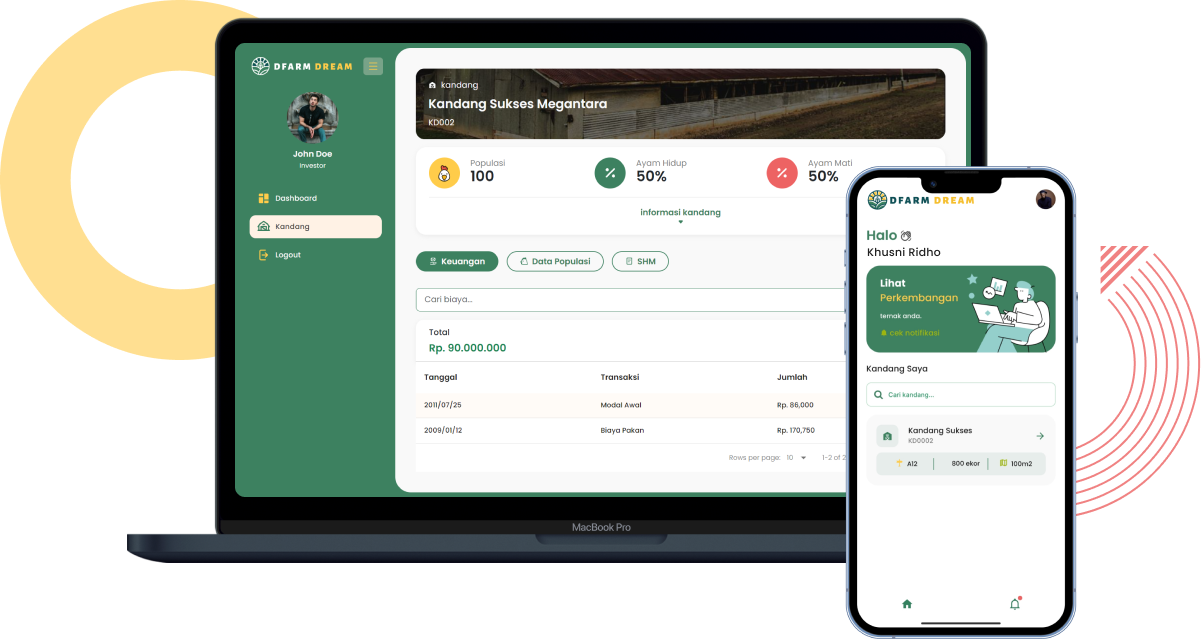 DFARM DREAM
John Doe
Investor
Dashboard
Kandang
Logout
kandang
Kandang Sukses Megantara
KD002
Populasi
100
Ayam Hidup
50%
Ayam Mati
50%
informasi kandang
Keuangan
Data Populasi
SHM
Cari biaya...
Total
Rp. 90.000.000
Tanggal Transaksi Jumlah
2011/07/25 Modal Awal Rp. 86,000
2009/01/12 Biaya Pakan Rp. 170,750
Rows per page: 10 1-2 of 2
MacBook Pro
DFARM DREAM
Halo
Khusni Ridho
Lihat
Perkembangan
ternak anda.
cek notifikasi
Kandang Saya
Cari kandang...
Kandang Sukses
KD0002
A12 800 ekor 100m2